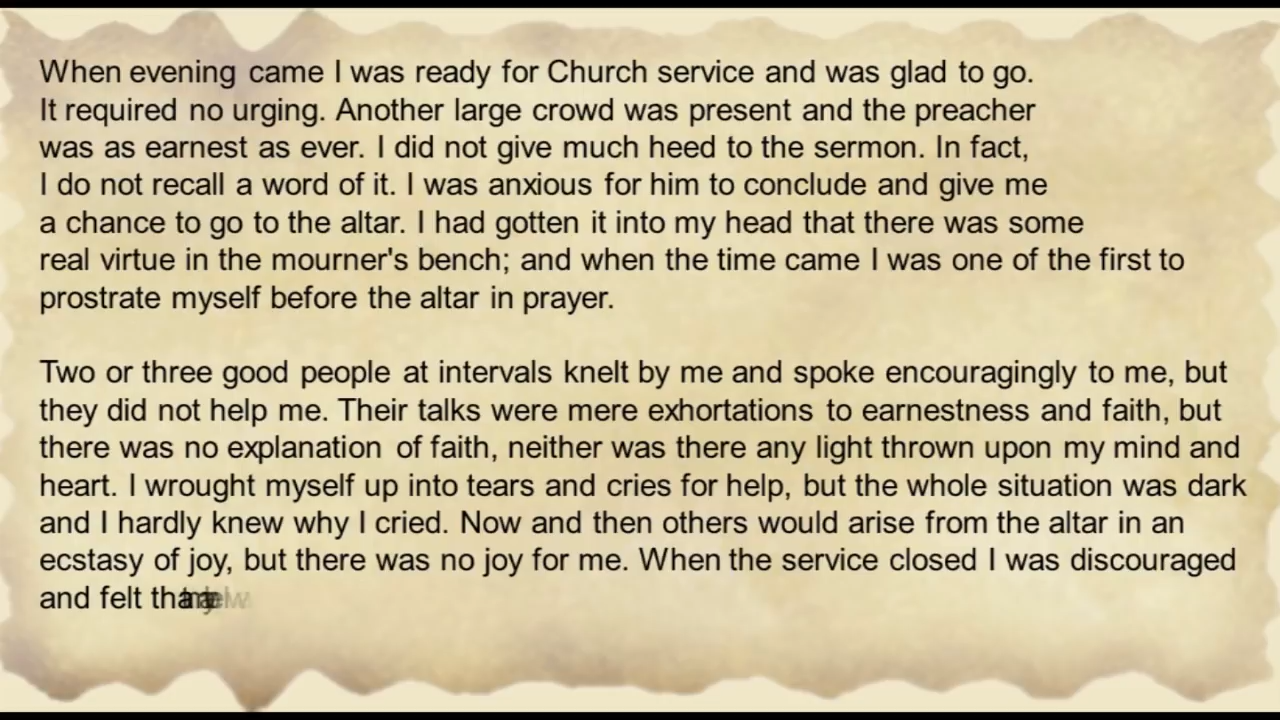 When evening came I was ready for Church service and was glad to go.
It required no urging. Another large crowd was present and the preacher
was as earnest as ever. I did not give much heed to the sermon. In fact,
I do not recall a word of it. I was anxious for him to conclude and give me
a chance to go to the altar. I had gotten it into my head that there was some
real virtue in the mourner's bench; and when the time came I was one of the first to
prostrate myself before the altar in prayer.
Two or three good people at intervals knelt by me and spoke encouragingly to me, but
they did not help me. Their talks were mere exhortations to earnestness and faith, but
there was no explanation of faith, neither was there any light thrown upon my mind and
heart. I wrought myself up into tears and cries for help, but the whole situation was dark
and I hardly knew why I cried. Now and then others would arise from the altar in an
ecstasy of joy, but there was no joy for me. When the service closed I was discouraged
and felt